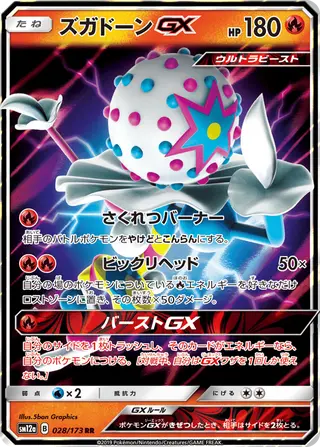 たね ズガドーンGX HP180
ウルトラビースト
さくれつバーナー
相手のバトルポケモンをやけどとこんらんにする。
ビッグリヘッド 50×
自分の場のポケモンについている炎エネルギーを好きなだけ
ロストゾーンに置き、その枚数×50ダメージ。
バーストGX
自分のサイドを1枚トラッシュし、そのカードがエネルギーなら、
自分のポケモンにつける。［対戦中、自分はGXワザを1回しか使えない。］
弱点 ×2 抵抗力 にげる
Illus.5ban Graphics
sm12a B 028/173 RR
GXルール
ポケモンGXがきぜつしたとき、相手はサイドを2枚とる。
©2019 Pokémon/Nintendo/Creatures/GAME FREAK.